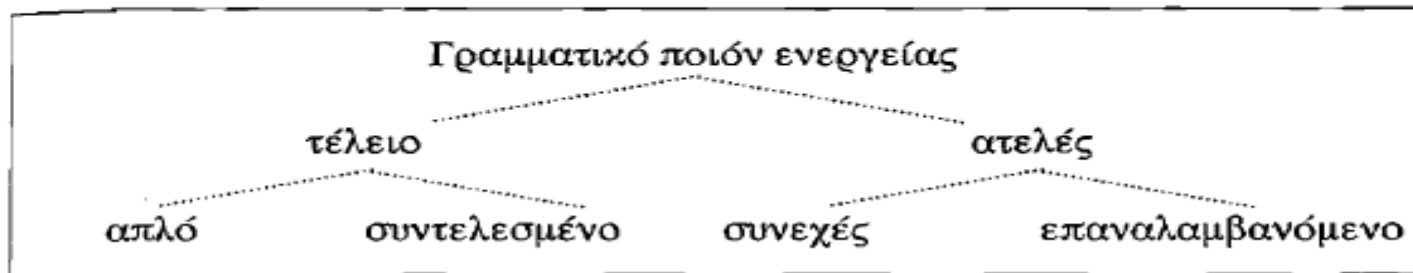 Γραμματικό ποιόν ενεργείας
τέλειο ατελές
απλό συντελεσμένο συνεχές επαναλαμβανόμενο